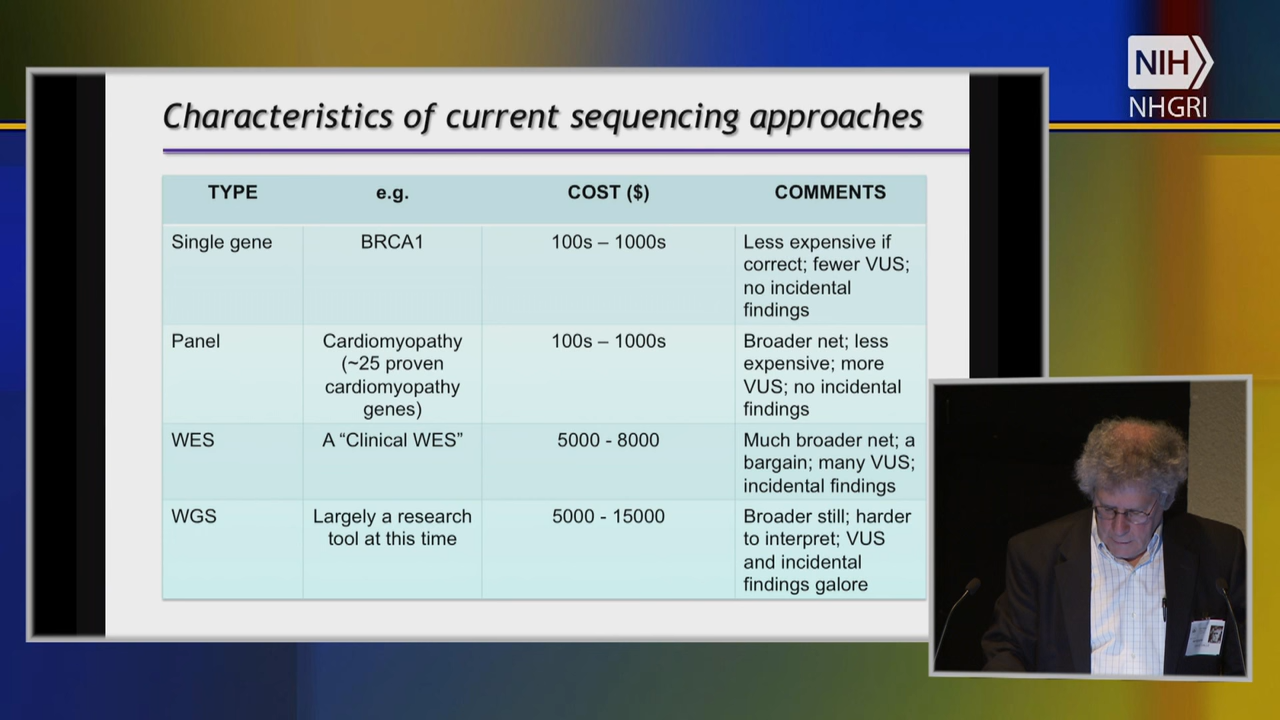 NIH
NHGRI
Characteristics of current sequencing approaches
TYPE
e.g.
COST ($)
COMMENTS
Single gene
BRCA1
100s – 1000s
Less expensive if
correct; fewer VUS;
no incidental
findings
Panel
Cardiomyopathy
(~25 proven
cardiomyopathy
genes)
100s – 1000s
Broader net; less
expensive; more
VUS; no incidental
findings
WES
A “Clinical WES”
5000 - 8000
Much broader net; a
bargain; many VUS;
incidental findings
WGS
Largely a research
tool at this time
5000 - 15000
Broader still; harder
to interpret; VUS
and incidental
findings galore